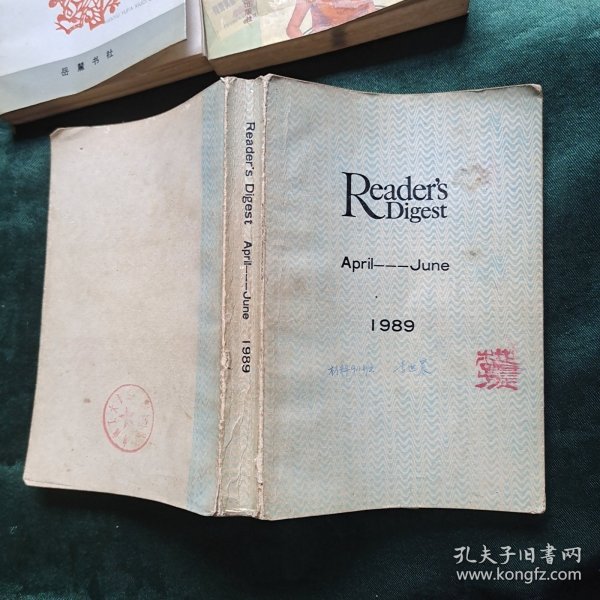 岳麓书社
Reader's Digest April———June 1989
Reader's
Digest
April———June
1989
孔夫子旧书网
www.kongfz.com